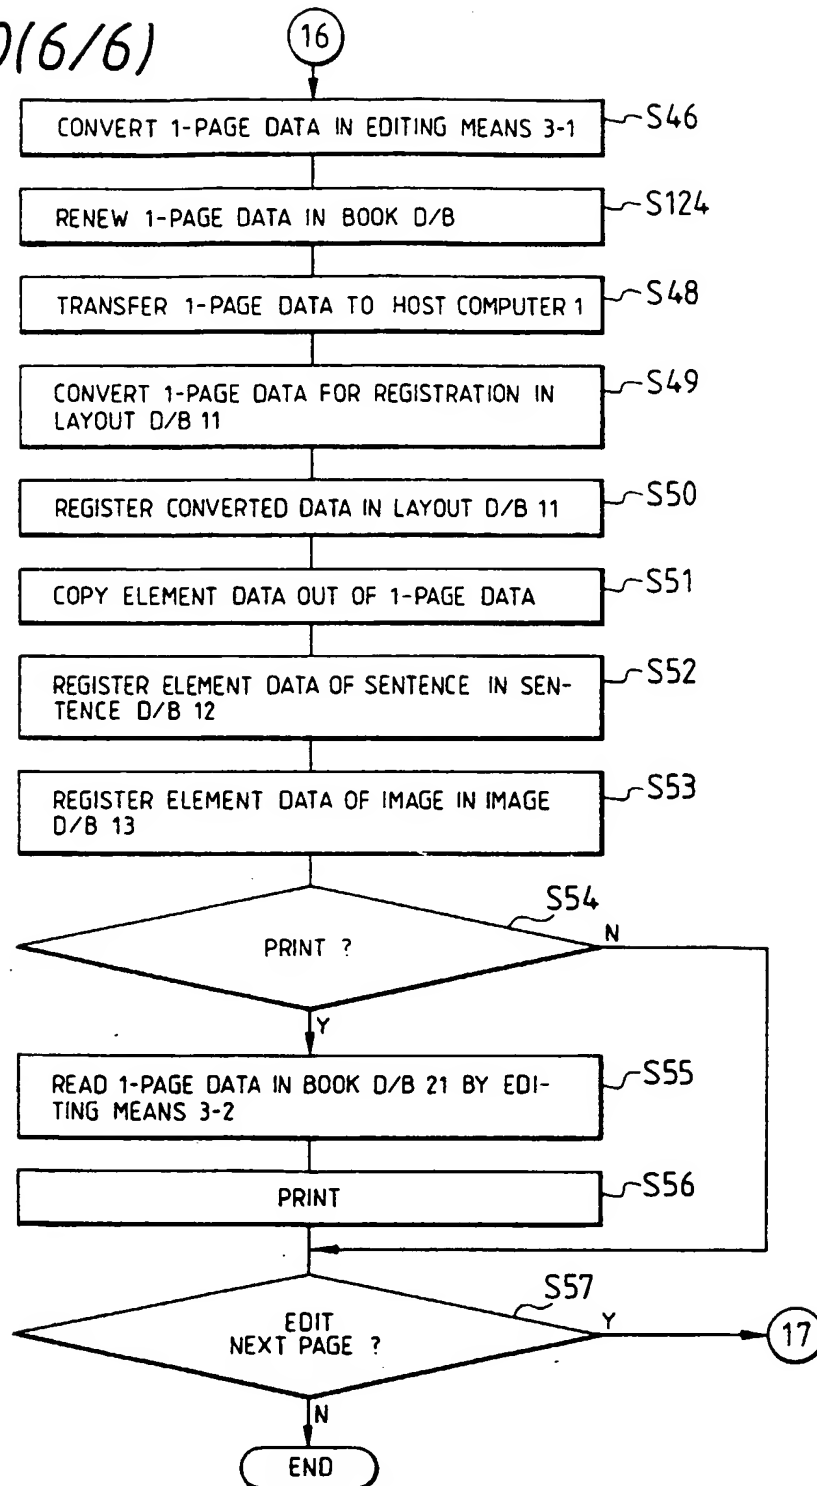 0(6/6)
16
CONVERT 1-PAGE DATA IN EDITING MEANS 3-1
S46
RENEW 1-PAGE DATA IN BOOK D/B
S124
TRANSFER 1-PAGE DATA TO HOST COMPUTER 1
S48
CONVERT 1-PAGE DATA FOR REGISTRATION IN
LAYOUT D/B 11
S49
REGISTER CONVERTED DATA IN LAYOUT D/B 11
S50
COPY ELEMENT DATA OUT OF 1-PAGE DATA
S51
REGISTER ELEMENT DATA OF SENTENCE IN SEN-
TENCE D/B 12
S52
REGISTER ELEMENT DATA OF IMAGE IN IMAGE
D/B 13
S53
S54
PRINT ?
N
Y
READ 1-PAGE DATA IN BOOK D/B 21 BY EDI-
TING MEANS 3-2
S55
PRINT
S56
S57
EDIT
NEXT PAGE ?
Y
17
N
END